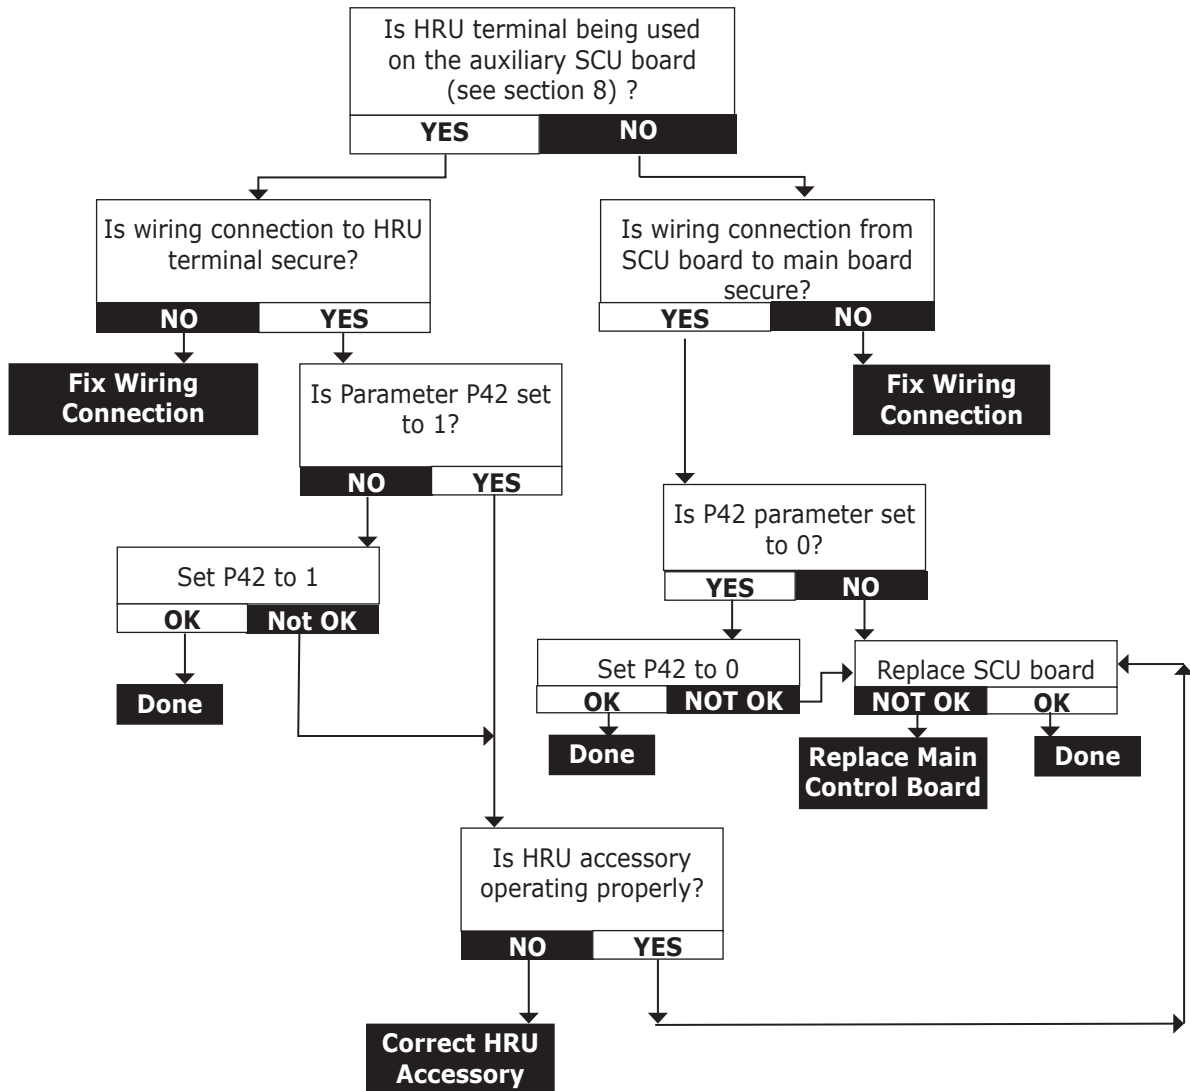 Is HRU terminal being used
on the auxiliary SCU board
(see section 8) ?
YES
NO
Is wiring connection to HRU
terminal secure?
NO
YES
Is wiring connection from
SCU board to main board
secure?
YES
NO
Fix Wiring
Connection
Is Parameter P42 set
to 1?
NO
YES
Fix Wiring
Connection
Is P42 parameter set
to 0?
YES
NO
Set P42 to 1
OK
Not OK
Done
Set P42 to 0
OK
NOT OK
Replace SCU board
NOT OK
OK
Done
Replace Main
Control Board
Done
Is HRU accessory
operating properly?
NO
YES
Correct HRU
Accessory